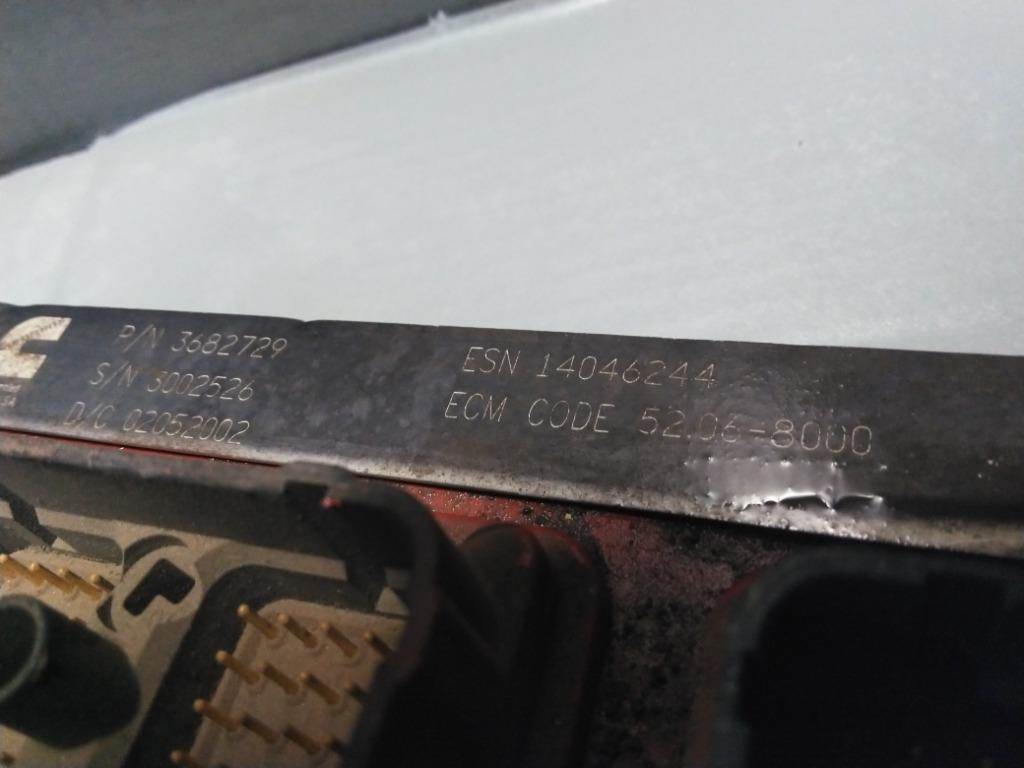 P/N 3682729
S/N 3002526
D/C 02052002
ESN 14046244
ECM CODE 52.06-8000